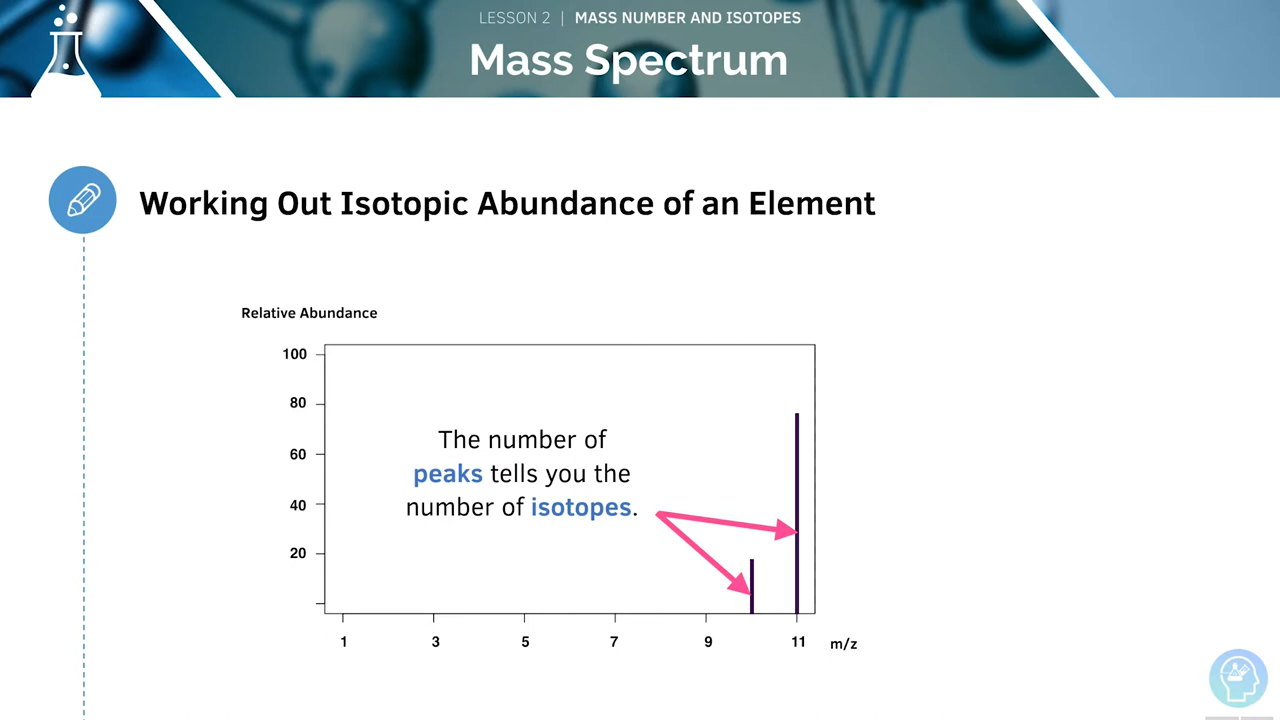 LESSON 2 | MASS NUMBER AND ISOTOPES
Mass Spectrum
Working Out Isotopic Abundance of an Element
Relative Abundance
100
80
60
40
20
The number of
peaks tells you the
number of isotopes.
1 3 5 7 9 11 m/z